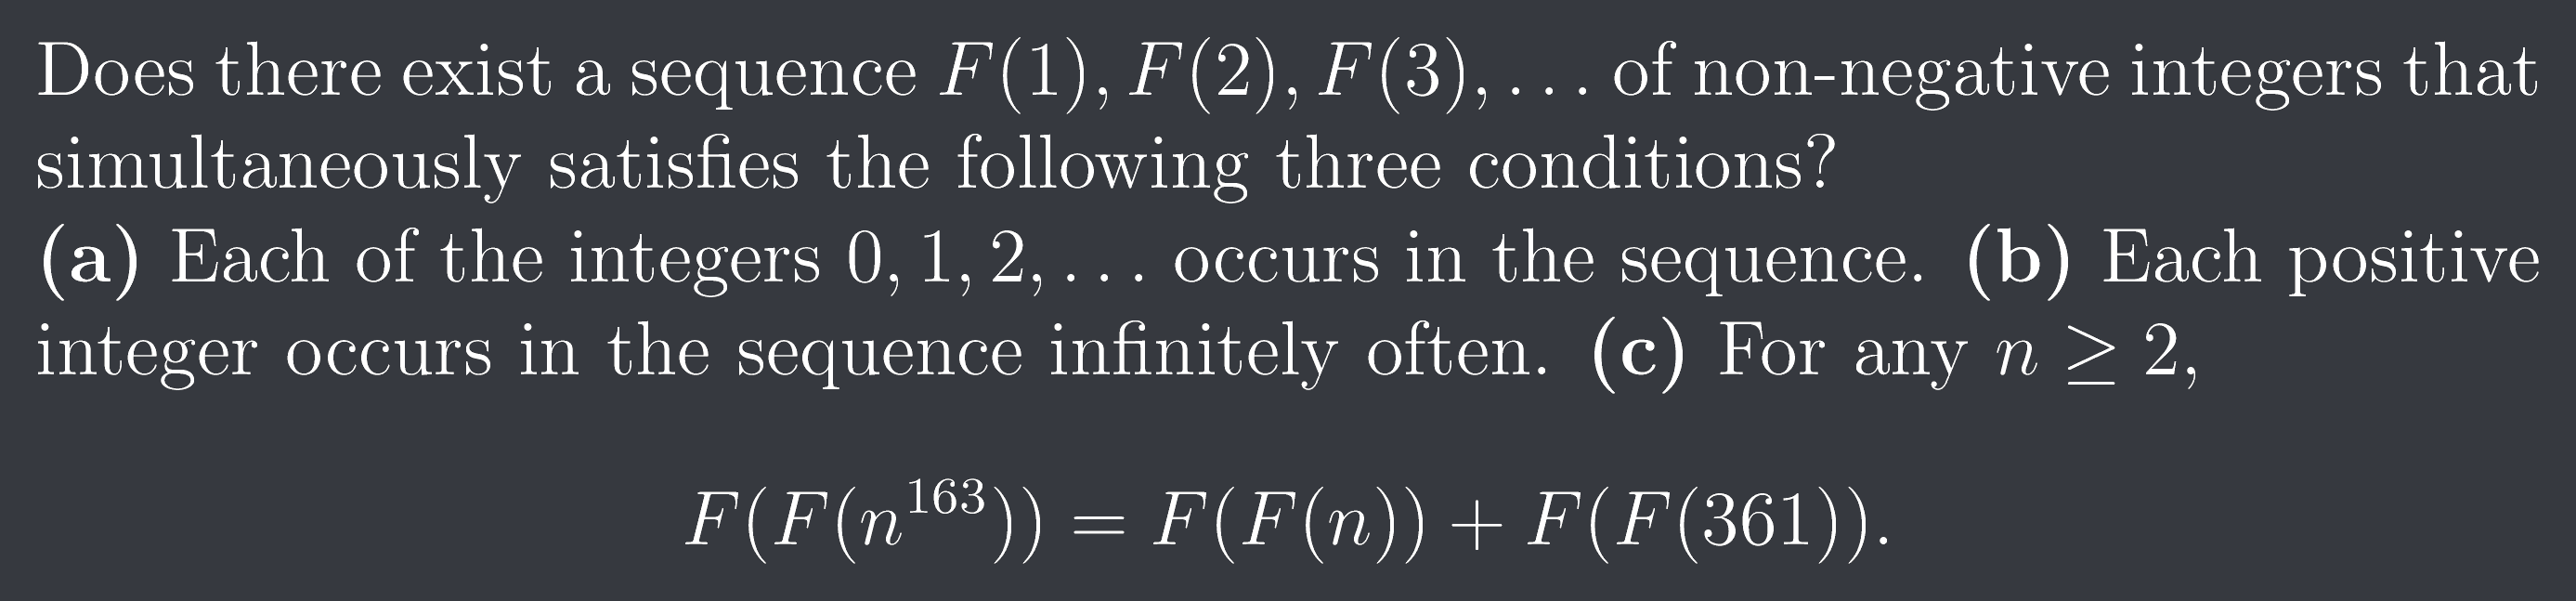 Does there exist a sequence F(1), F(2), F(3), . . . of non-negative integers that
simultaneously satisfies the following three conditions?
(a) Each of the integers 0, 1, 2, . . . occurs in the sequence. (b) Each positive
integer occurs in the sequence infinitely often. (c) For any n ≥ 2,
F(F(n¹⁶³)) = F(F(n)) + F(F(361)).